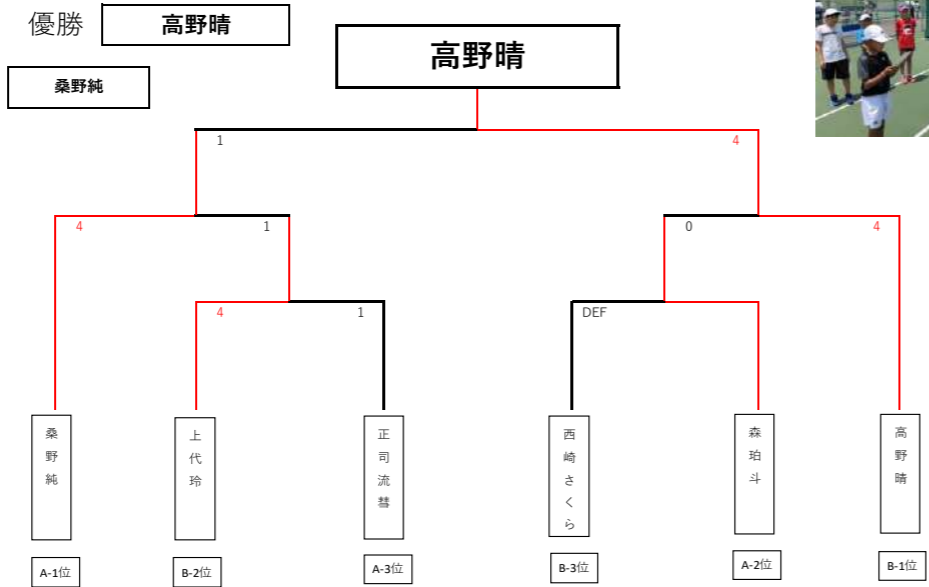 優勝
高野晴
高野晴
桑野純
1
4
4
1
0
4
4
1
DEF
桑野純
上代玲
正司流彗
西崎さくら
森珀斗
高野晴
A-1位
B-2位
A-3位
B-3位
A-2位
B-1位